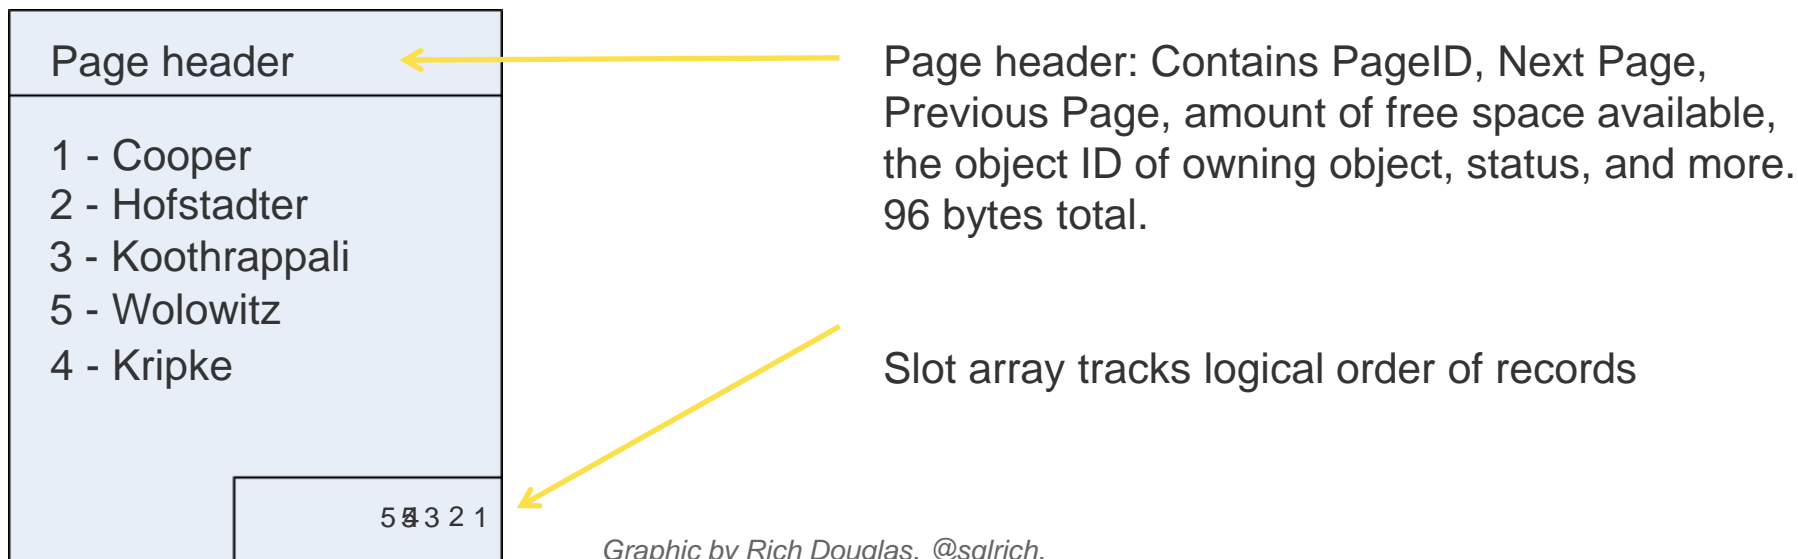 Page header
1 - Cooper
2 - Hofstadter
3 - Koothrappali
5 - Wolowitz
4 - Kripke
5 3 2 1
Page header: Contains PageID, Next Page,
Previous Page, amount of free space available,
the object ID of owning object, status, and more.
96 bytes total.
Slot array tracks logical order of records
Graphic by Rich Douglas, @sqlrich.